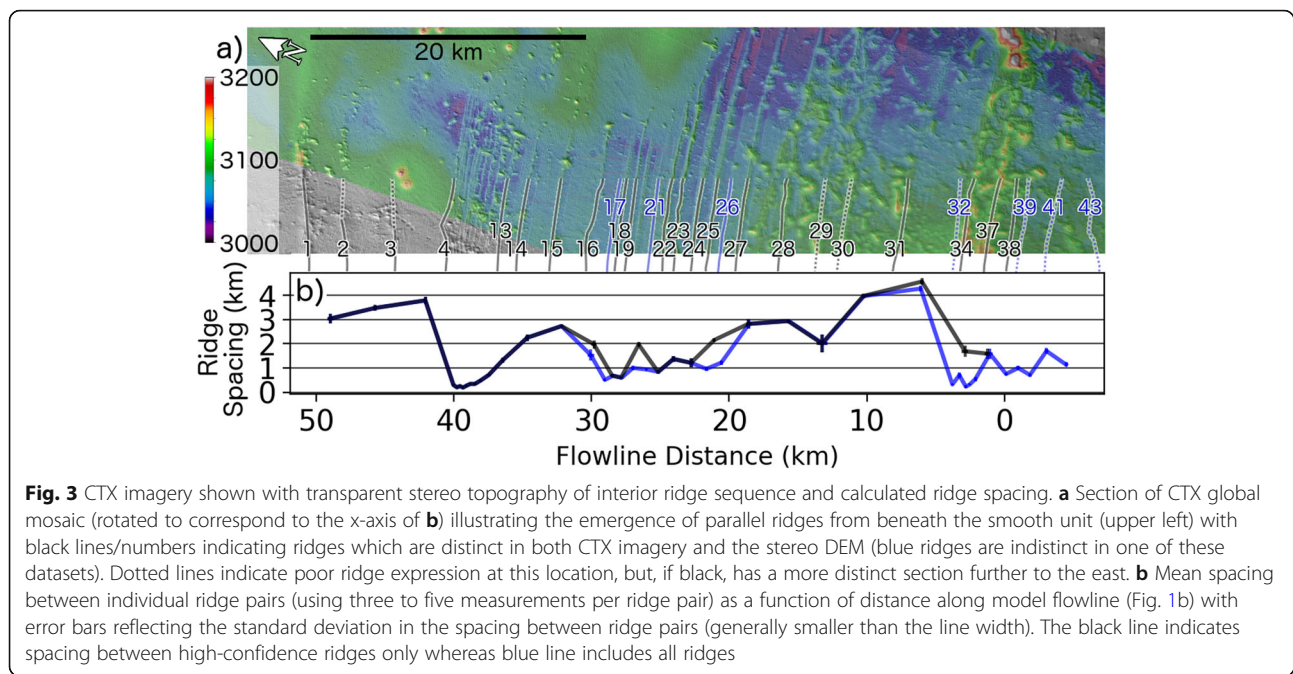 a)
20 km
3200
3100
3000
1 2 3 4 13 14 15 16 17 18 19 21 22 23 24 25 26 27 28 29 30 31 32 34 37 38 39 41 43
b)
Ridge
Spacing (km)
4
3
2
1
0
50 40 30 20 10 0
Flowline Distance (km)
Fig. 3 CTX imagery shown with transparent stereo topography of interior ridge sequence and calculated ridge spacing. a Section of CTX global
mosaic (rotated to correspond to the x-axis of b) illustrating the emergence of parallel ridges from beneath the smooth unit (upper left) with
black lines/numbers indicating ridges which are distinct in both CTX imagery and the stereo DEM (blue ridges are indistinct in one of these
datasets). Dotted lines indicate poor ridge expression at this location, but, if black, has a more distinct section further to the east. b Mean spacing
between individual ridge pairs (using three to five measurements per ridge pair) as a function of distance along model flowline (Fig. 1b) with
error bars reflecting the standard deviation in the spacing between ridge pairs (generally smaller than the line width). The black line indicates
spacing between high-confidence ridges only whereas blue line includes all ridges